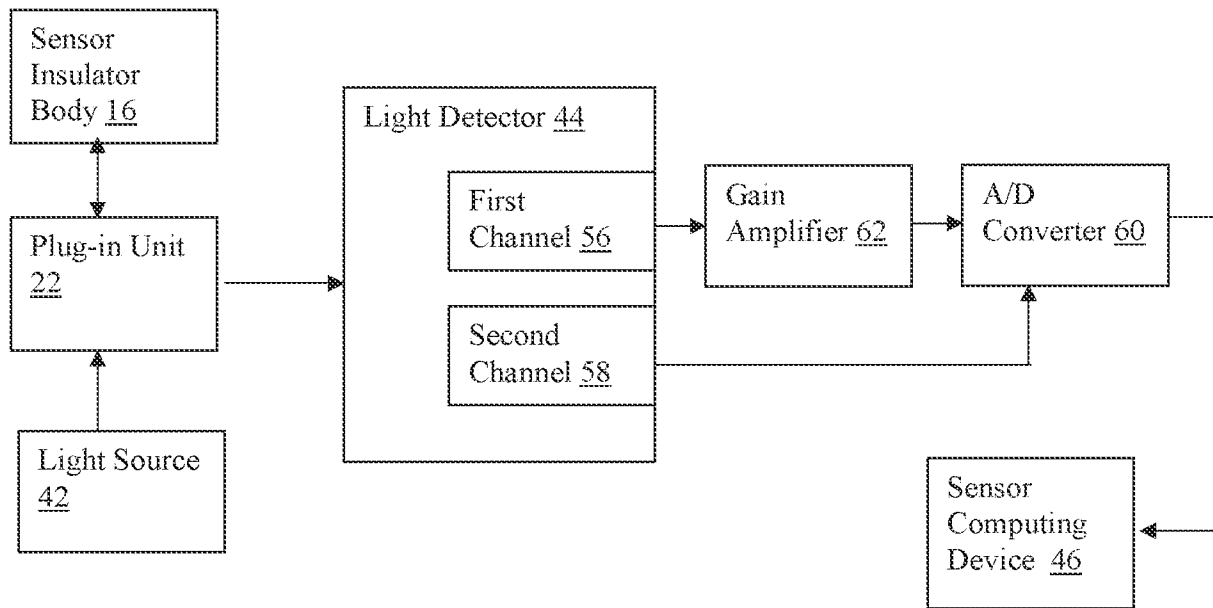 Sensor
Insulator
Body 16
Plug-in Unit
22
Light Source
42
Light Detector 44
First
Channel 56
Second
Channel 58
Gain
Amplifier 62
A/D
Converter 60
Sensor
Computing
Device 46